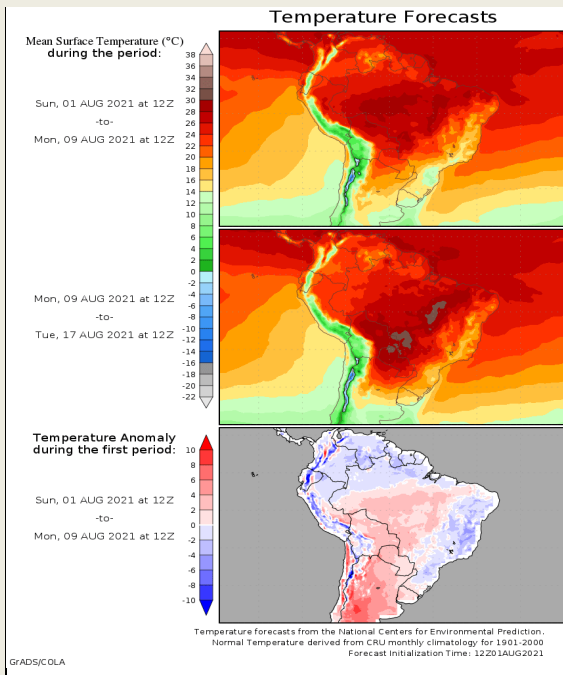 Temperature Forecasts
Mean Surface Temperature (°C)
during the period:
38
36
34
32
30
28
26
24
22
20
18
16
14
12
10
8
6
4
2
0
-2
-4
-6
-8
-10
-12
-14
-16
-18
-20
-22
Sun, 01 AUG 2021 at 12Z
-to-
Mon, 09 AUG 2021 at 12Z
Mon, 09 AUG 2021 at 12Z
-to-
Tue, 17 AUG 2021 at 12Z
Temperature Anomaly
during the first period:
10
8
6
4
2
0
-2
-4
-6
-8
-10
Sun, 01 AUG 2021 at 12Z
-to-
Mon, 09 AUG 2021 at 12Z
Temperature forecasts from the National Centers for Environmental Prediction.
Normal Temperature derived from CRU monthly climatology for 1901-2000
Forecast Initialization Time: 12Z01AUG2021
GrADS/COLA